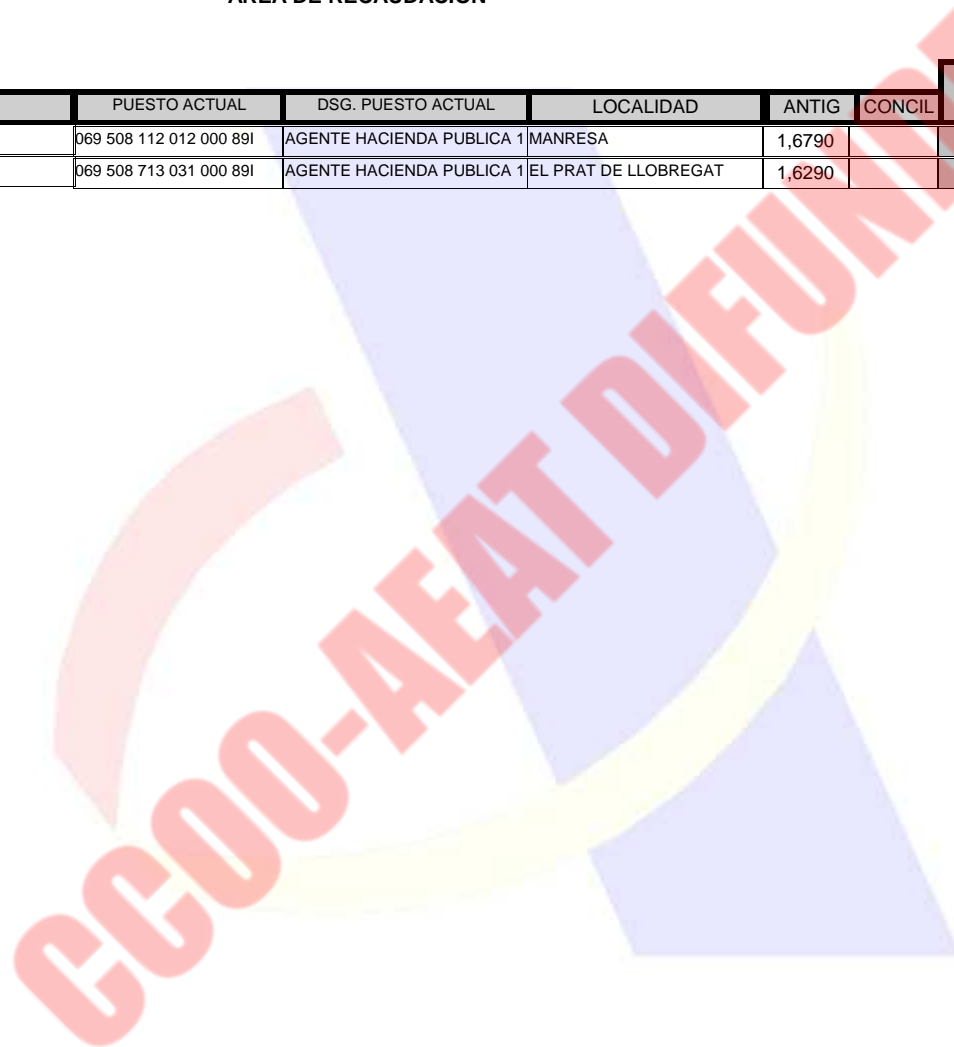 ÁREA DE RECAUDACIÓN
PUESTO ACTUAL DSG. PUESTO ACTUAL LOCALIDAD ANTIG CONCIL
069 508 112 012 000 89I AGENTE HACIENDA PUBLICA 1 MANRESA 1,6790
069 508 713 031 000 89I AGENTE HACIENDA PUBLICA 1 EL PRAT DE LLOBREGAT 1,6290
CCOO-AEAT DIFUND